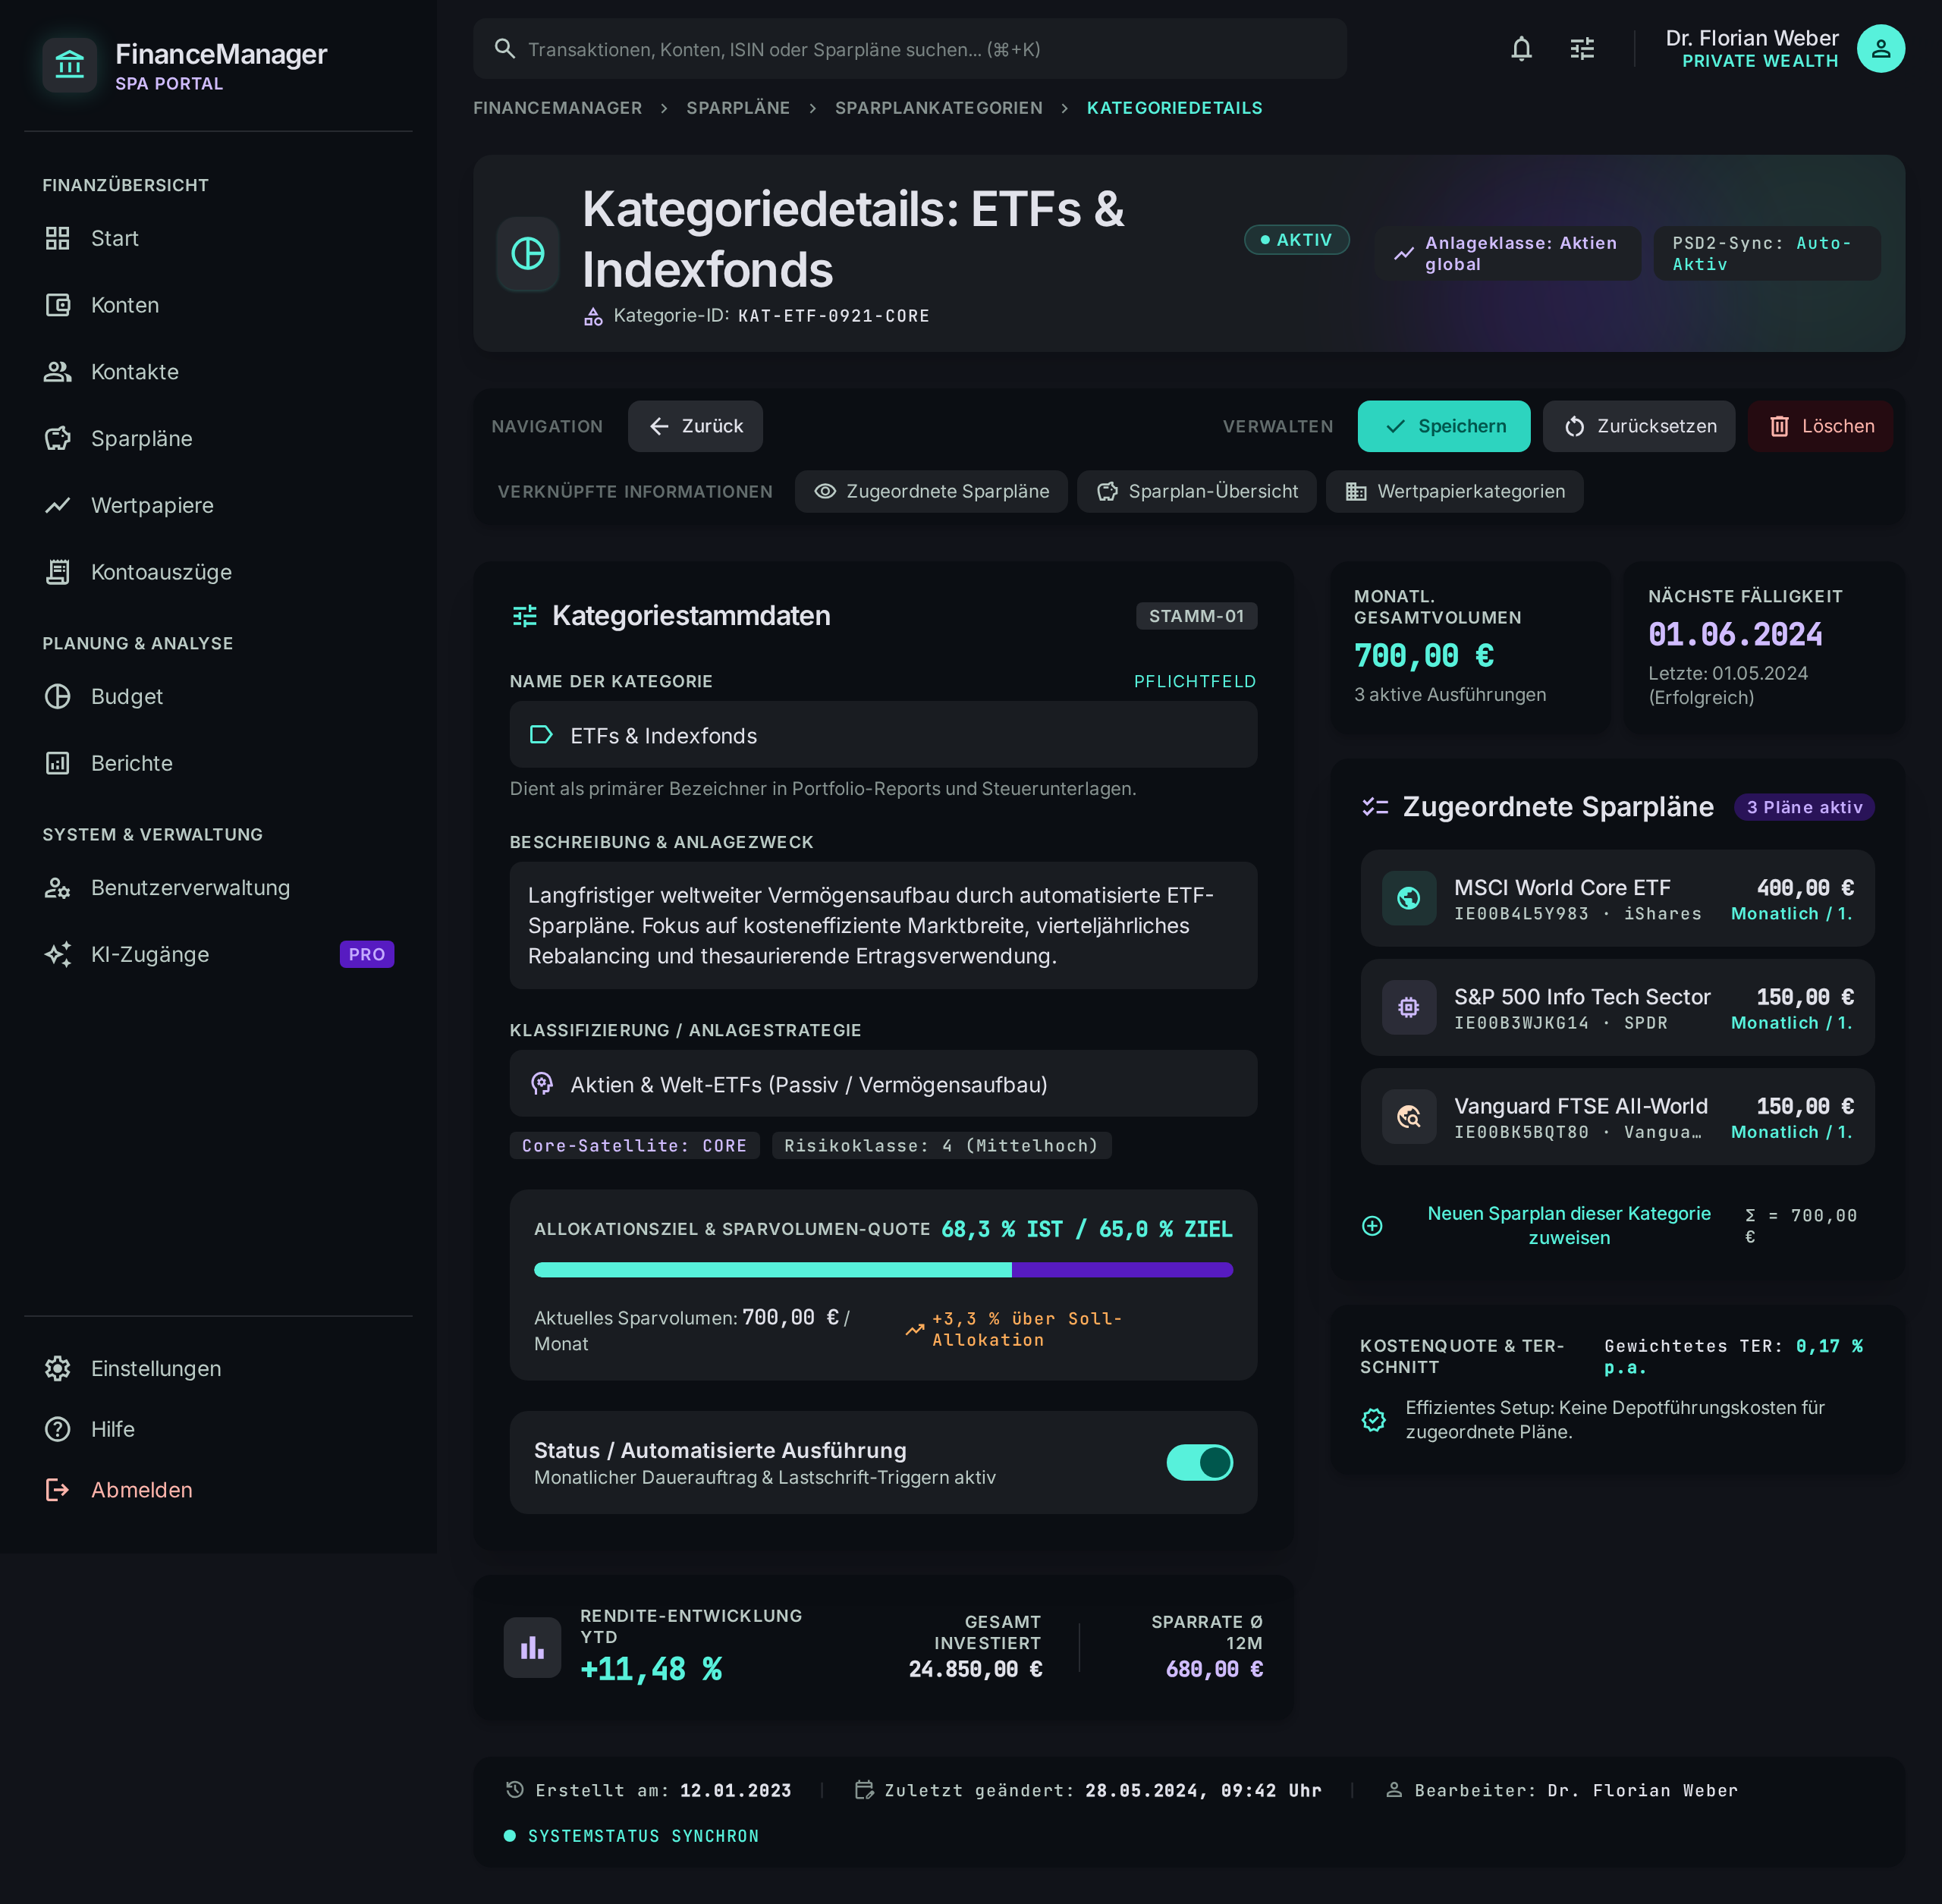 FinanceManager
SPA PORTAL
FINANZÜBERSICHT
Start
Konten
Kontakte
Sparpläne
Wertpapiere
Kontoauszüge
PLANUNG & ANALYSE
Budget
Berichte
SYSTEM & VERWALTUNG
Benutzerverwaltung
KI-Zugänge PRO
Einstellungen
Hilfe
Abmelden
Transaktionen, Konten, ISIN oder Sparpläne suchen... (⌘+K)
Dr. Florian Weber
PRIVATE WEALTH
FINANCEMANAGER > SPARPLÄNE > SPARPLANKATEGORIEN > KATEGORIEDETAILS
Kategoriedetails: ETFs &
Indexfonds
Kategorie-ID: KAT-ETF-0921-CORE
AKTIV
Anlageklasse: Aktien
global
PSD2-Sync: Auto-
Aktiv
NAVIGATION Zurück
VERWALTEN Speichern Zurücksetzen Löschen
VERKNÜPFTE INFORMATIONEN Zugeordnete Sparpläne Sparplan-Übersicht Wertpapierkategorien
Kategoriestammdaten STAMM-01
NAME DER KATEGORIE PFLICHTFELD
ETFs & Indexfonds
Dient als primärer Bezeichner in Portfolio-Reports und Steuerunterlagen.
BESCHREIBUNG & ANLAGEZWECK
Langfristiger weltweiter Vermögensaufbau durch automatisierte ETF-
Sparpläne. Fokus auf kosteneffiziente Marktbreite, vierteljährliches
Rebalancing und thesaurierende Ertragsverwendung.
KLASSIFIZIERUNG / ANLAGESTRATEGIE
Aktien & Welt-ETFs (Passiv / Vermögensaufbau)
Core-Satellite: CORE Risikoklasse: 4 (Mittelhoch)
ALLOKATIONSZIEL & SPARVOLUMEN-QUOTE 68,3 % IST / 65,0 % ZIEL
Aktuelles Sparvolumen: 700,00 € /
Monat
+3,3 % über Soll-
Allokation
Status / Automatisierte Ausführung
Monatlicher Dauerauftrag & Lastschrift-Triggern aktiv
RENDITE-ENTWICKLUNG
YTD
+11,48 %
GESAMT
INVESTIERT
24.850,00 €
SPARRATE Ø
12M
680,00 €
MONATL.
GESAMTVOLUMEN
700,00 €
3 aktive Ausführungen
NÄCHSTE FÄLLIGKEIT
01.06.2024
Letzte: 01.05.2024
(Erfolgreich)
Zugeordnete Sparpläne 3 Pläne aktiv
MSCI World Core ETF 400,00 €
IE00B4L5Y983 · iShares Monatlich / 1.
S&P 500 Info Tech Sector 150,00 €
IE00B3WJKG14 · SPDR Monatlich / 1.
Vanguard FTSE All-World 150,00 €
IE00BK5BQT80 · Vangua… Monatlich / 1.
Neuen Sparplan dieser Kategorie
zuweisen
Σ = 700,00
€
KOSTENQUOTE & TER-
SCHNITT
Gewichtetes TER: 0,17 %
p.a.
Effizientes Setup: Keine Depotführungskosten für
zugeordnete Pläne.
Erstellt am: 12.01.2023 | Zuletzt geändert: 28.05.2024, 09:42 Uhr | Bearbeiter: Dr. Florian Weber
SYSTEMSTATUS SYNCHRON